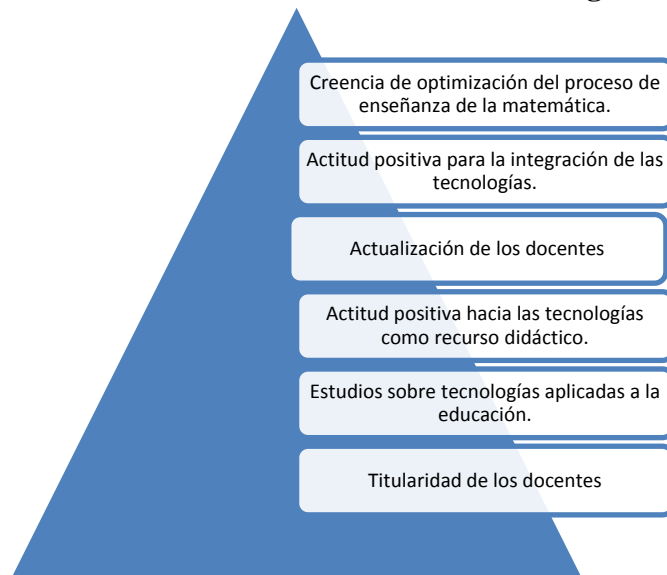 Creencia de optimización del proceso de
enseñanza de la matemática.
Actitud positiva para la integración de las
tecnologías.
Actualización de los docentes
Actitud positiva hacia las tecnologías
como recurso didáctico.
Estudios sobre tecnologías aplicadas a la
educación.
Titularidad de los docentes